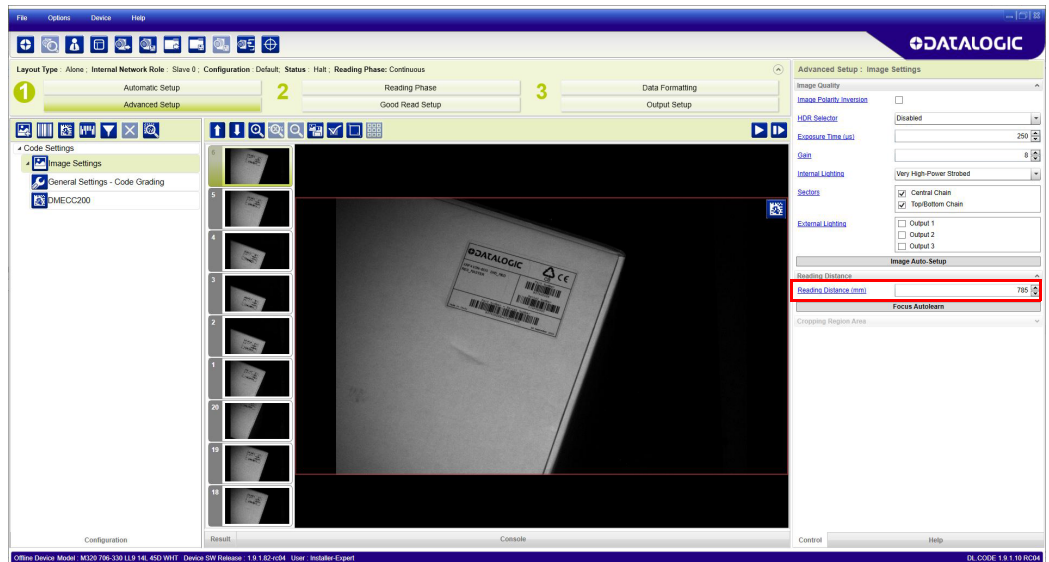 File Options Device Help
DATALOGIC
Layout Type : Alone ; Internal Network Role : Slave 0 ; Configuration : Default; Status : Halt ; Reading Phase: Continuous
1 Automatic Setup
Advanced Setup
2 Reading Phase
Good Read Setup
3 Data Formatting
Output Setup
Code Settings
Image Settings
General Settings - Code Grading
DMECC200
Configuration
6
5
4
3
2
1
20
19
18
DATALOGIC
CE
Result Console
Advanced Setup : Image Settings
Image Quality
Image Polarity Inversion
HDR Selector Disabled
Exposure Time (us) 250
Gain 8
Internal Lighting Very High-Power Strobed
Sectors Central Chain
Top/Bottom Chain
External Lighting Output 1
Output 2
Output 3
Image Auto-Setup
Reading Distance
Reading Distance (mm) 785
Focus Autolearn
Cropping Region Area
Control Help
Offline Device Model : M320 706-330 LL9 14L 45D WHT Device SW Release : 1.9.1.82-rc04 User : Installer-Expert
DL.CODE 1.9.1.10 RC04